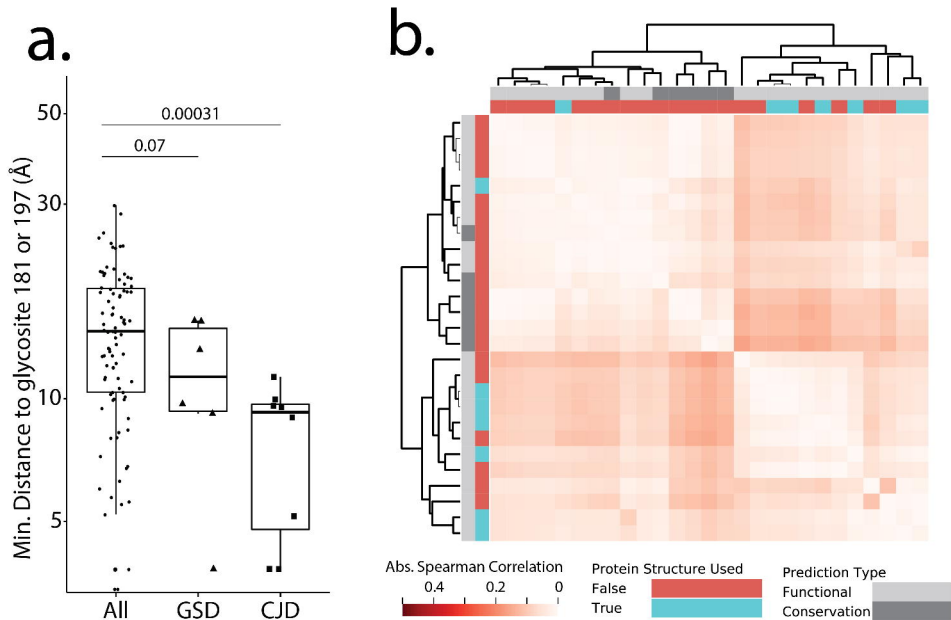 a.
b.
Min. Distance to glycosite 181 or 197 (Å)
50
30
10
5
0.00031
0.07
All GSD CJD
Abs. Spearman Correlation
0.4 0.2 0
Protein Structure Used
False
True
Prediction Type
Functional
Conservation